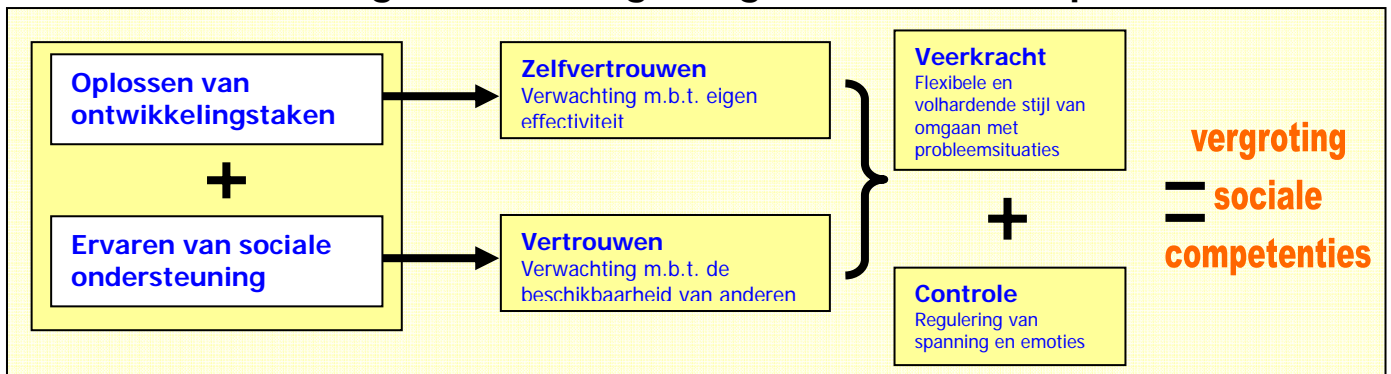 Oplossen van
ontwikkelingstaken
+
Ervaren van sociale
ondersteuning
Zelfvertrouwen
Verwachting m.b.t. eigen
effectiviteit
Vertrouwen
Verwachting m.b.t. de
beschikbaarheid van anderen
Veerkracht
Flexibele en
volhardende stijl van
omgaan met
probleemsituaties
+
Controle
Regulering van
spanning en emoties
=
vergroting
sociale
competenties